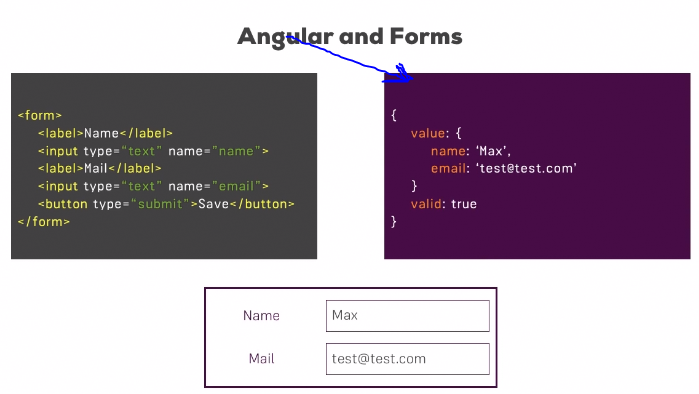 Angular and Forms
<form>
<label>Name</label>
<input type="text" name="name">
<label>Mail</label>
<input type="text" name="email">
<button type="submit">Save</button>
</form>
{
value: {
name: ‘Max’,
email: ‘test@test.com’
}
valid: true
}
Name Max
Mail test@test.com